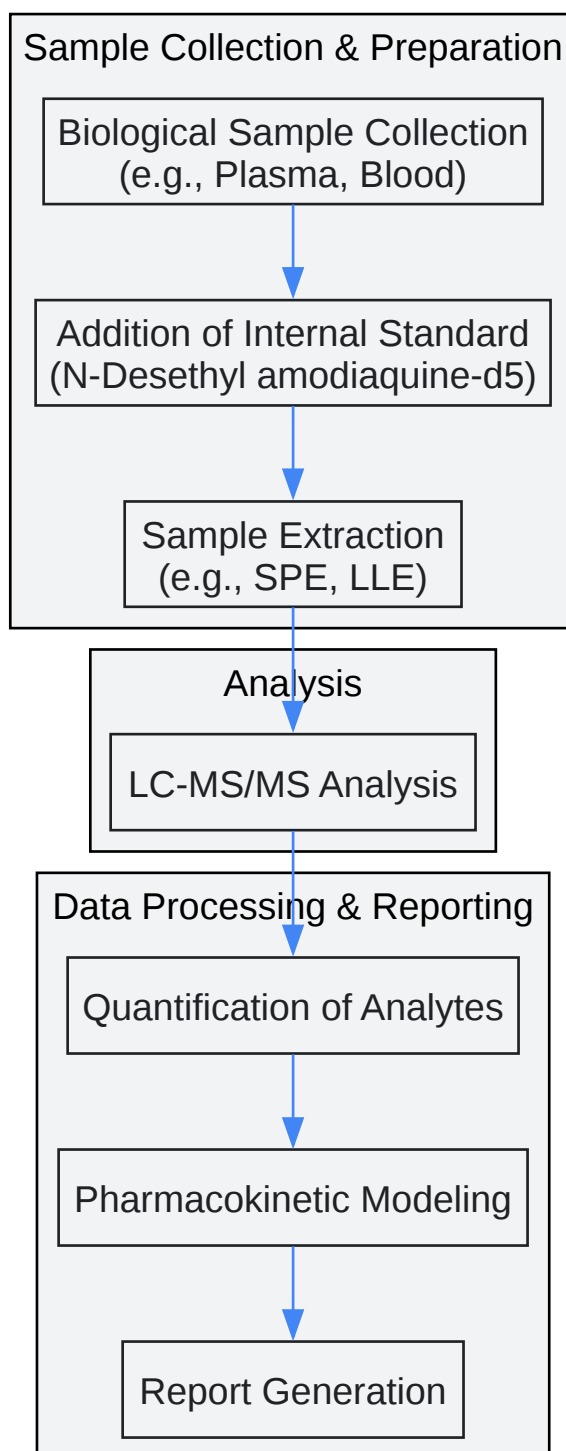 Sample Collection & Preparation
Biological Sample Collection
(e.g., Plasma, Blood)
Addition of Internal Standard
(N-Desethyl amodiaquine-d5)
Sample Extraction
(e.g., SPE, LLE)
Analysis
LC-MS/MS Analysis
Data Processing & Reporting
Quantification of Analytes
Pharmacokinetic Modeling
Report Generation